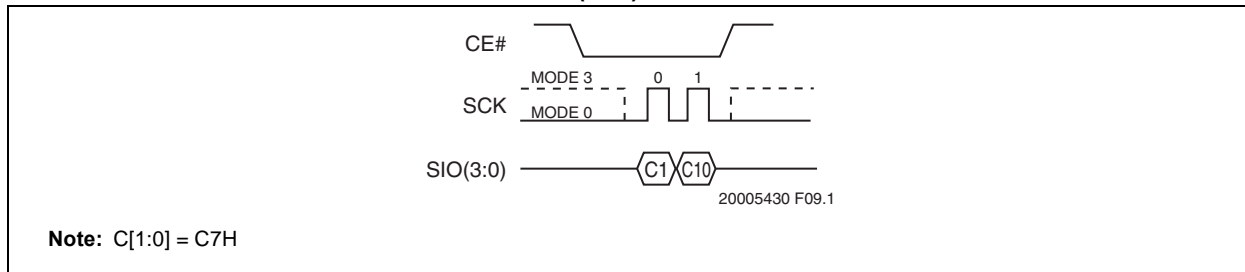 CE#
MODE 3 0 1
SCK
MODE 0
SIO(3:0) C1 C10
20005430 F09.1
Note: C[1:0] = C7H